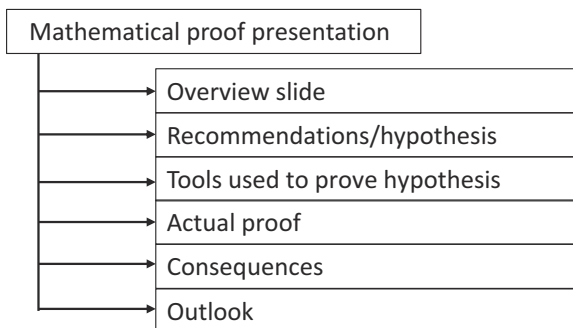 Mathematical proof presentation
Overview slide
Recommendations/hypothesis
Tools used to prove hypothesis
Actual proof
Consequences
Outlook